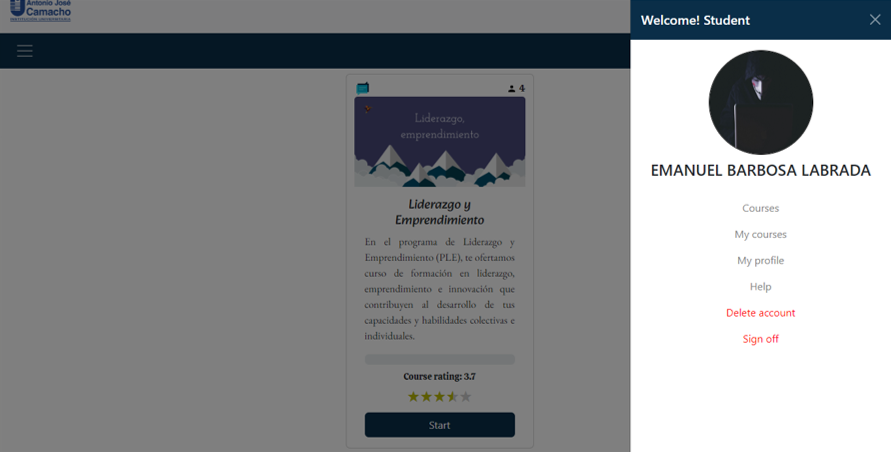 Antonio José
Camacho
INSTITUCIÓN UNIVERSITARIA
4
Liderazgo,
emprendimiento
Liderazgo y
Emprendimiento
En el programa de Liderazgo y
Emprendimiento (PLE), te ofertamos
curso de formación en liderazgo,
emprendimiento e innovación que
contribuyen al desarrollo de tus
capacidades y habilidades colectivas e
individuales.
Course rating: 3.7
Start
Welcome! Student
EMANUEL BARBOSA LABRADA
Courses
My courses
My profile
Help
Delete account
Sign off